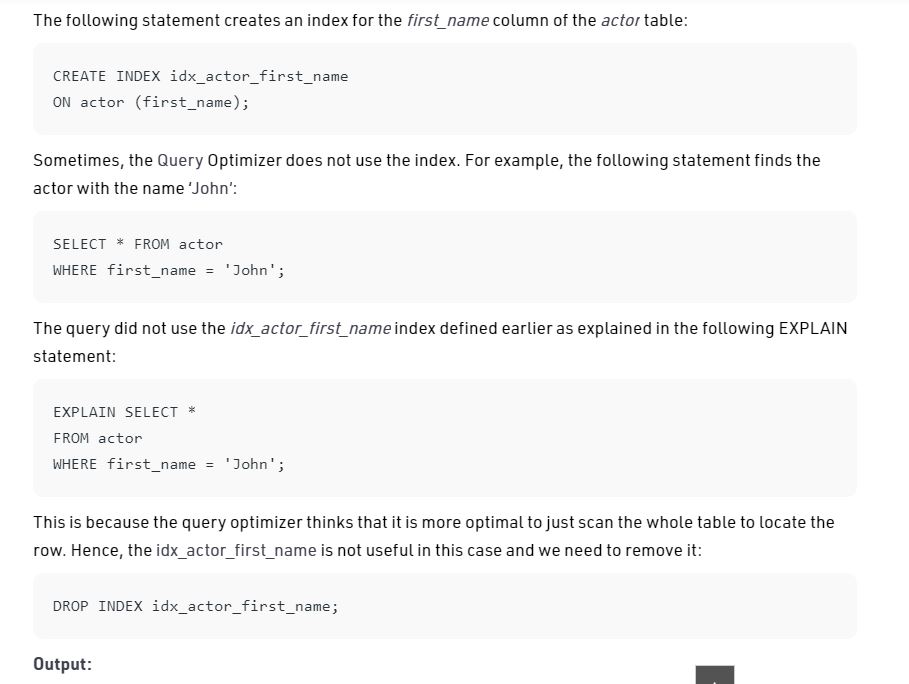 The following statement creates an index for the first_name column of the actor table:
CREATE INDEX idx_actor_first_name
ON actor (first_name);
Sometimes, the Query Optimizer does not use the index. For example, the following statement finds the
actor with the name 'John':
SELECT * FROM actor
WHERE first_name = 'John';
The query did not use the idx_actor_first_name index defined earlier as explained in the following EXPLAIN
statement:
EXPLAIN SELECT *
FROM actor
WHERE first_name = 'John';
This is because the query optimizer thinks that it is more optimal to just scan the whole table to locate the
row. Hence, the idx_actor_first_name is not useful in this case and we need to remove it:
DROP INDEX idx_actor_first_name;
Output: